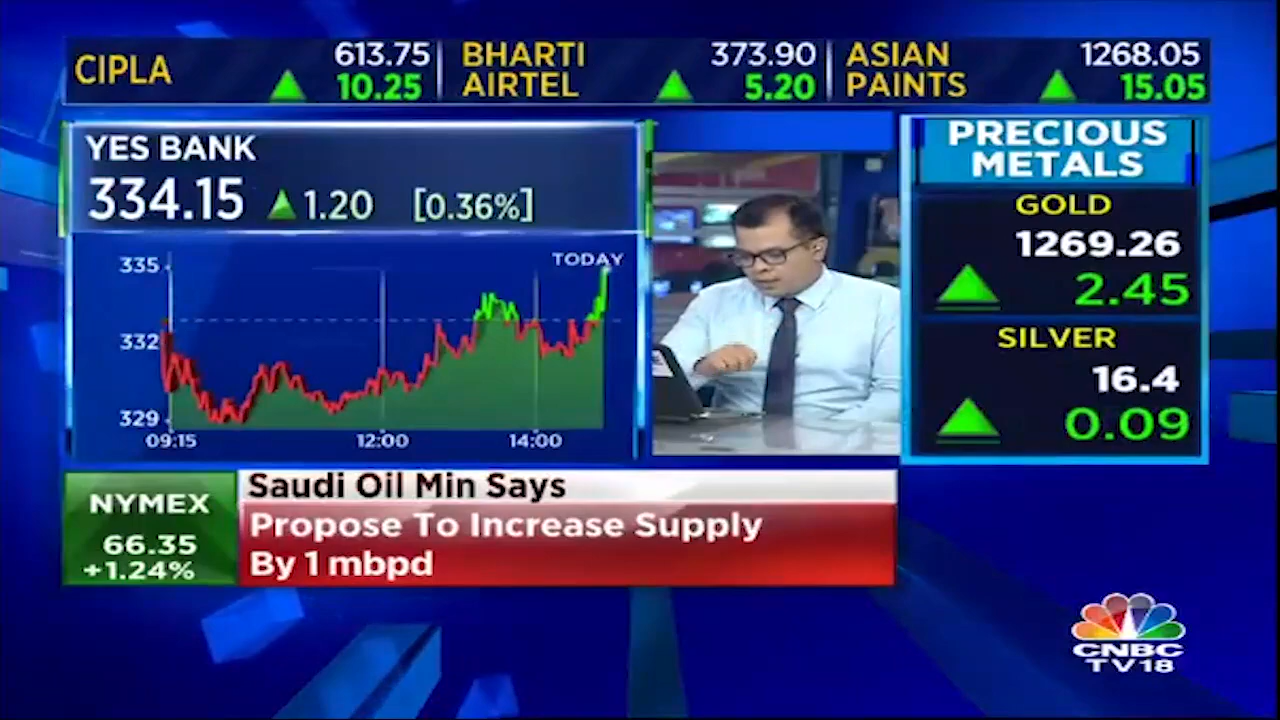 CIPLA
613.75
10.25
BHARTI
AIRTEL
373.90
5.20
ASIAN
PAINTS
1268.05
15.05
YES BANK
334.15 1.20 [0.36%]
TODAY
335
332
329
09:15 12:00 14:00
PRECIOUS
METALS
GOLD
1269.26
2.45
SILVER
16.4
0.09
NYMEX
66.35
+1.24%
Saudi Oil Min Says
Propose To Increase Supply
By 1 mbpd
CNBC
TV18